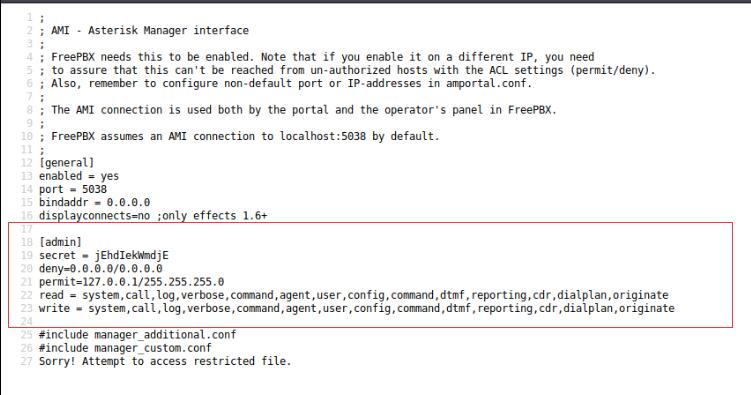 1 ;
2 ; AMI - Asterisk Manager interface
3 ;
4 ; FreePBX needs this to be enabled. Note that if you enable it on a different IP, you need
5 ; to assure that this can't be reached from un-authorized hosts with the ACL settings (permit/deny).
6 ; Also, remember to configure non-default port or IP-addresses in amportal.conf.
7 ;
8 ; The AMI connection is used both by the portal and the operator's panel in FreePBX.
9 ;
10 ; FreePBX assumes an AMI connection to localhost:5038 by default.
11 ;
12 [general]
13 enabled = yes
14 port = 5038
15 bindaddr = 0.0.0.0
16 displayconnects=no ;only effects 1.6+
17
18 [admin]
19 secret = jEhdIekWmdjE
20 deny=0.0.0.0/0.0.0.0
21 permit=127.0.0.1/255.255.255.0
22 read = system,call,log,verbose,command,agent,user,config,command,dtmf,reporting,cdr,dialplan,originate
23 write = system,call,log,verbose,command,agent,user,config,command,dtmf,reporting,cdr,dialplan,originate
24
25 #include manager_additional.conf
26 #include manager_custom.conf
27 Sorry! Attempt to access restricted file.